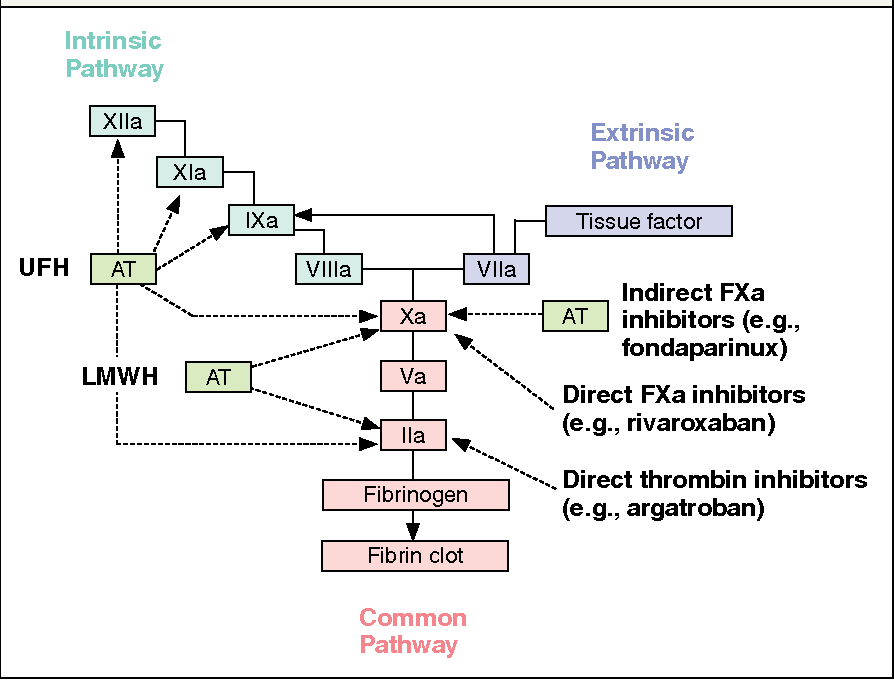 Intrinsic
Pathway
XIIa
Extrinsic
Pathway
XIa
IXa
Tissue factor
UFH
AT
VIIIa
VIIa
Indirect FXa
inhibitors (e.g.,
fondaparinux)
Xa
AT
LMWH
AT
Va
Direct FXa inhibitors
(e.g., rivaroxaban)
IIa
Direct thrombin inhibitors
(e.g., argatroban)
Fibrinogen
Fibrin clot
Common
Pathway